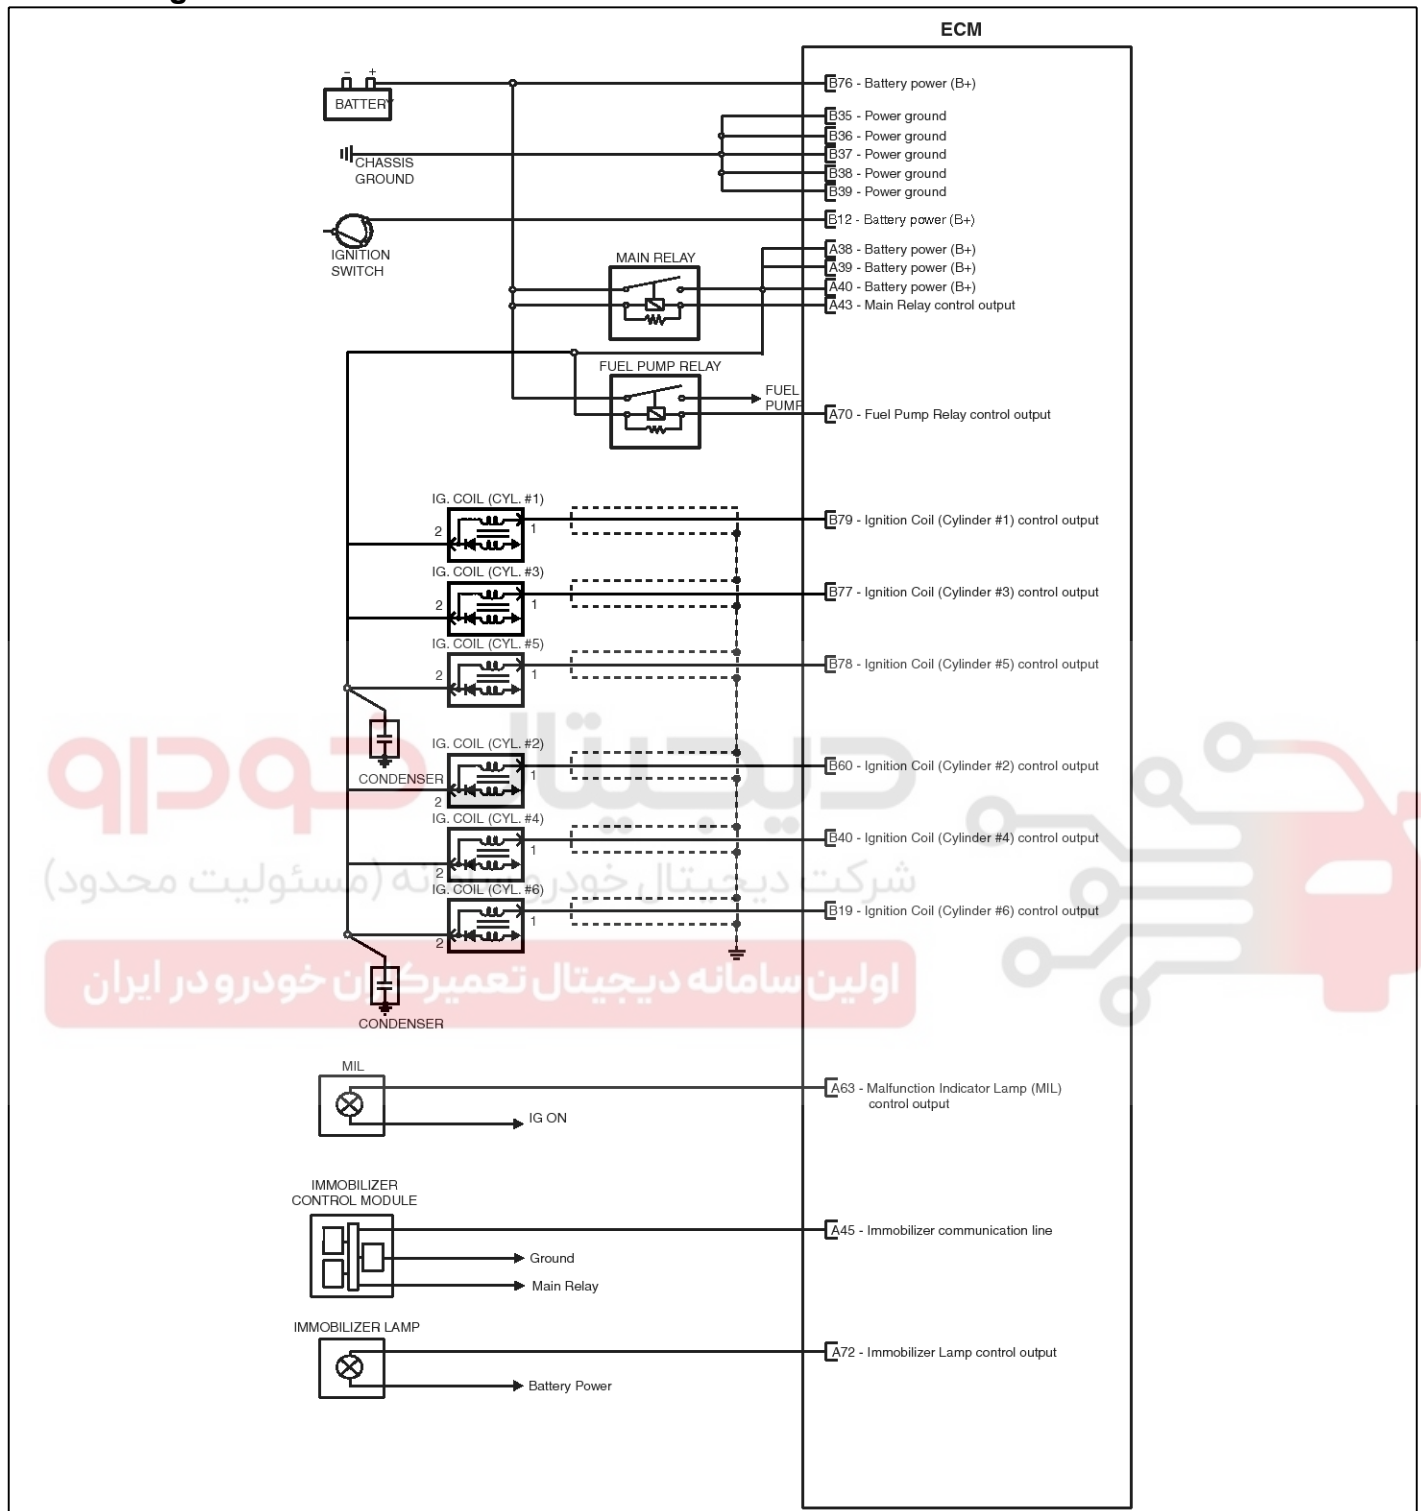 ECM
- +
BATTERY
B76 - Battery power (B+)
B35 - Power ground
B36 - Power ground
B37 - Power ground
B38 - Power ground
B39 - Power ground
CHASSIS
GROUND
B12 - Battery power (B+)
IGNITION
SWITCH
A38 - Battery power (B+)
A39 - Battery power (B+)
A40 - Battery power (B+)
A43 - Main Relay control output
MAIN RELAY
FUEL PUMP RELAY
FUEL
PUMP
A70 - Fuel Pump Relay control output
IG. COIL (CYL. #1)
2
1
B79 - Ignition Coil (Cylinder #1) control output
IG. COIL (CYL. #3)
2
1
B77 - Ignition Coil (Cylinder #3) control output
IG. COIL (CYL. #5)
2
1
B78 - Ignition Coil (Cylinder #5) control output
دیجیتال خودرو
CONDENSER
IG. COIL (CYL. #2)
2
1
B60 - Ignition Coil (Cylinder #2) control output
IG. COIL (CYL. #4)
2
1
B40 - Ignition Coil (Cylinder #4) control output
شرکت دیجیتال خودرو سامانه (مسئولیت محدود)
IG. COIL (CYL. #6)
2
1
B19 - Ignition Coil (Cylinder #6) control output
اولین سامانه دیجیتال تعمیرکاران خودرو در ایران
CONDENSER
MIL
A63 - Malfunction Indicator Lamp (MIL)
control output
IG ON
IMMOBILIZER
CONTROL MODULE
A45 - Immobilizer communication line
Ground
Main Relay
IMMOBILIZER LAMP
A72 - Immobilizer Lamp control output
Battery Power